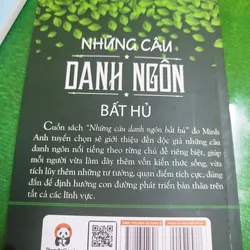 NHỮNG CÂU
DANH NGÔN
BẤT HỦ
Cuốn sách "Những câu danh ngôn bất hủ" do Minh
Anh tuyển chọn sẽ giới thiệu đến độc giả những câu
danh ngôn nổi tiếng theo từng chủ đề riêng biệt, giúp
mỗi người vừa làm dày thêm vốn kiến thức sống, vừa
tích lũy thêm những tư tưởng, quan điểm tích cực, đúng
đắn để định hướng con đường phát triển bản thân trên
tất cả các lĩnh vực.